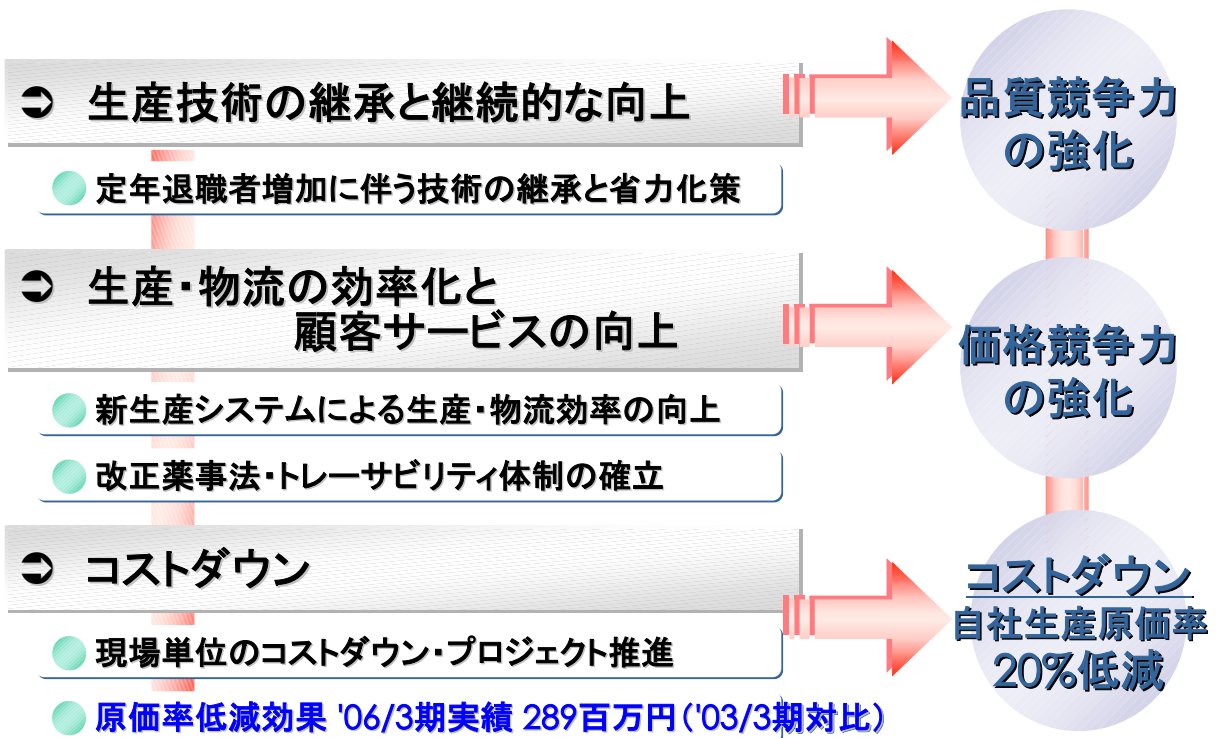 生産技術の継承と継続的な向上
定年退職者増加に伴う技術の継承と省力化策
品質競争力
の強化
生産・物流の効率化と
顧客サービスの向上
新生産システムによる生産・物流効率の向上
改正薬事法・トレーサビリティ体制の確立
価格競争力
の強化
コストダウン
現場単位のコストダウン・プロジェクト推進
原価率低減効果 '06/3期実績 289百万円('03/3期対比)
コストダウン
自社生産原価率
20%低減